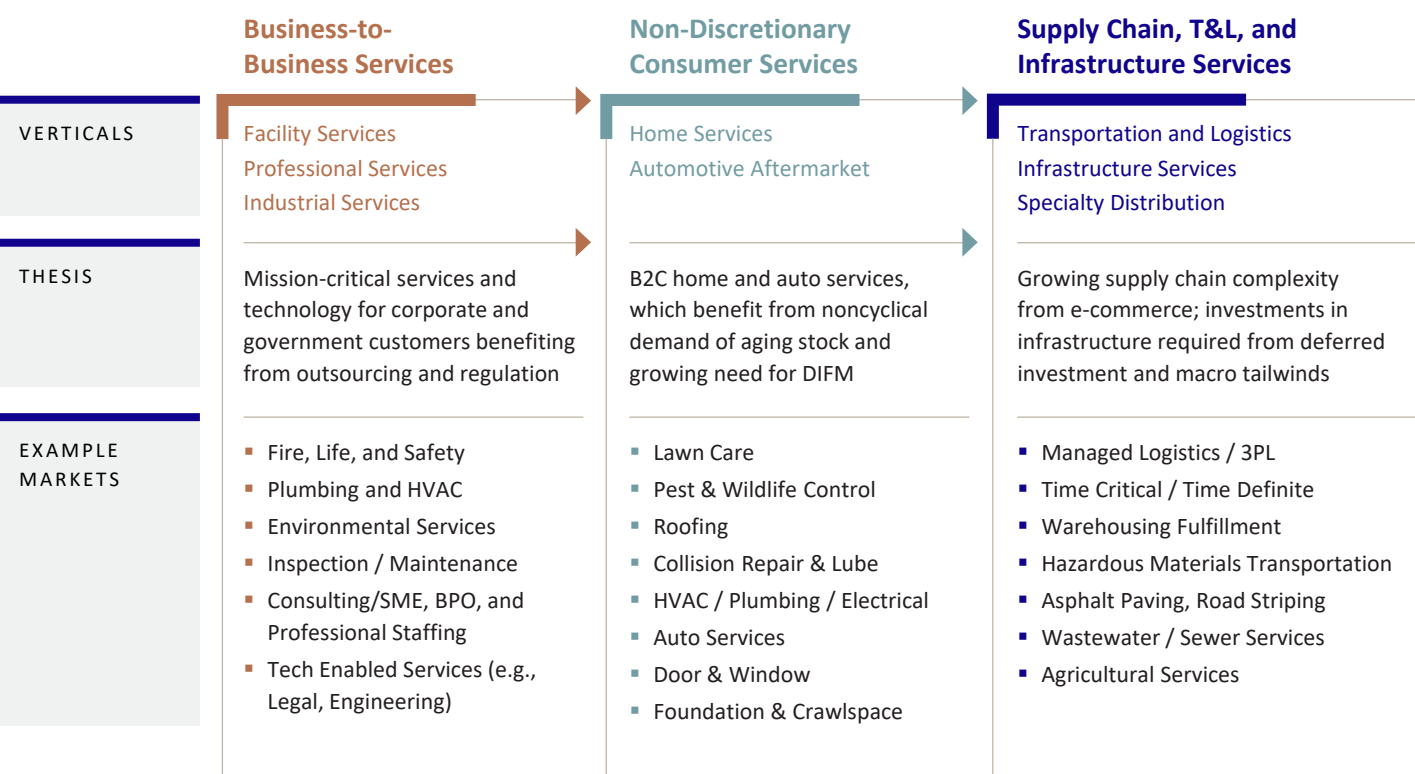 Business-to-
Business Services
Non-Discretionary
Consumer Services
Supply Chain, T&L, and
Infrastructure Services
VERTICALS
Facility Services
Professional Services
Industrial Services
Home Services
Automotive Aftermarket
Transportation and Logistics
Infrastructure Services
Specialty Distribution
THESIS
Mission-critical services and
technology for corporate and
government customers benefiting
from outsourcing and regulation
B2C home and auto services,
which benefit from noncyclical
demand of aging stock and
growing need for DIFM
Growing supply chain complexity
from e-commerce; investments in
infrastructure required from deferred
investment and macro tailwinds
EXAMPLE
MARKETS
▪ Fire, Life, and Safety
▪ Plumbing and HVAC
▪ Environmental Services
▪ Inspection / Maintenance
▪ Consulting/SME, BPO, and
Professional Staffing
▪ Tech Enabled Services (e.g.,
Legal, Engineering)
▪ Lawn Care
▪ Pest & Wildlife Control
▪ Roofing
▪ Collision Repair & Lube
▪ HVAC / Plumbing / Electrical
▪ Auto Services
▪ Door & Window
▪ Foundation & Crawlspace
▪ Managed Logistics / 3PL
▪ Time Critical / Time Definite
▪ Warehousing Fulfillment
▪ Hazardous Materials Transportation
▪ Asphalt Paving, Road Striping
▪ Wastewater / Sewer Services
▪ Agricultural Services